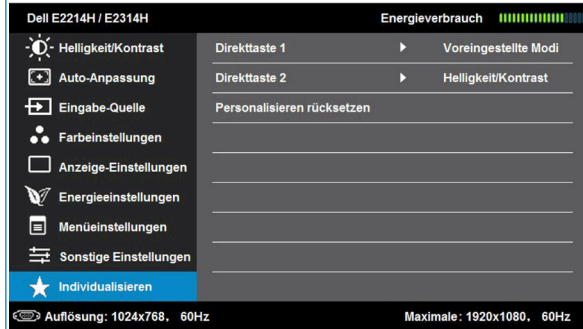 Dell E2214H / E2314H Energieverbrauch
Helligkeit/Kontrast Direkttaste 1 Voreingestellte Modi
Auto-Anpassung Direkttaste 2 Helligkeit/Kontrast
Eingabe-Quelle Personalisieren rücksetzen
Farbeinstellungen
Anzeige-Einstellungen
Energieeinstellungen
Menüeinstellungen
Sonstige Einstellungen
Individualisieren
Auflösung: 1024x768, 60Hz Maximale: 1920x1080, 60Hz